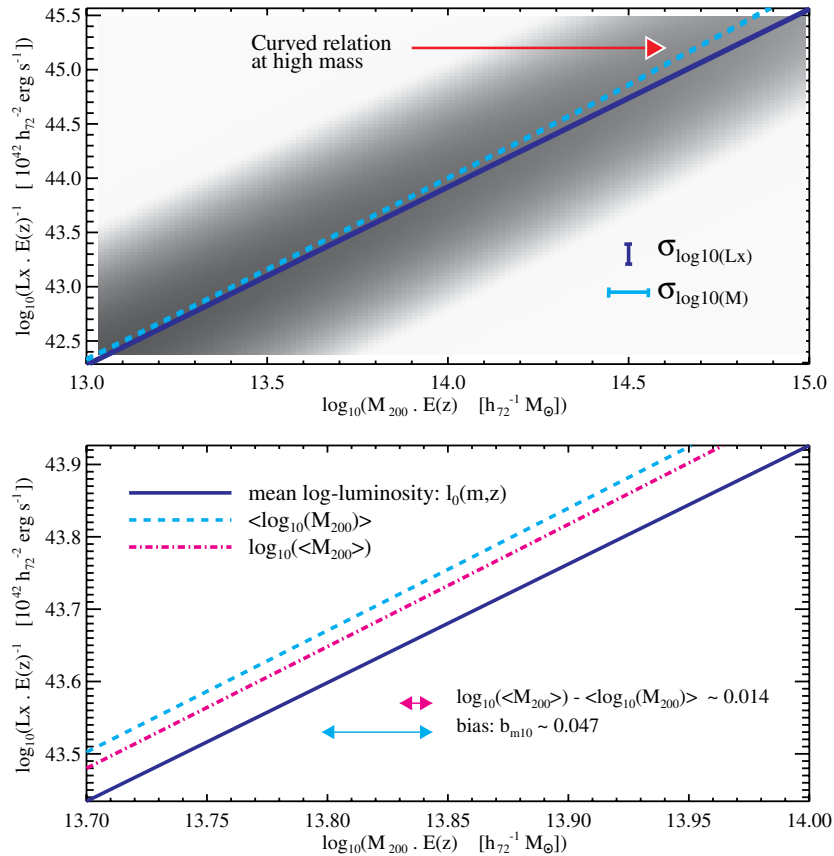 45.5
45.0
44.5
44.0
43.5
43.0
42.5
log₁₀(Lx . E(z)⁻¹ [ 10⁴² h₇₂⁻² erg s⁻¹])
Curved relation
at high mass
σlog10(Lx)
σlog10(M)
13.0 13.5 14.0 14.5 15.0
log₁₀(M₂₀₀ . E(z) [h₇₂⁻¹ M☉])
43.9
43.8
43.7
43.6
43.5
log₁₀(Lx . E(z)⁻¹ [10⁴² h₇₂⁻² erg s⁻¹])
mean log-luminosity: l₀(m,z)
<log₁₀(M₂₀₀)>
log₁₀(<M₂₀₀>)
log₁₀(<M₂₀₀>) - <log₁₀(M₂₀₀)> ~ 0.014
bias: bₘ₁₀ ~ 0.047
13.70 13.75 13.80 13.85 13.90 13.95 14.00
log₁₀(M₂₀₀ . E(z) [h₇₂⁻¹ M☉])